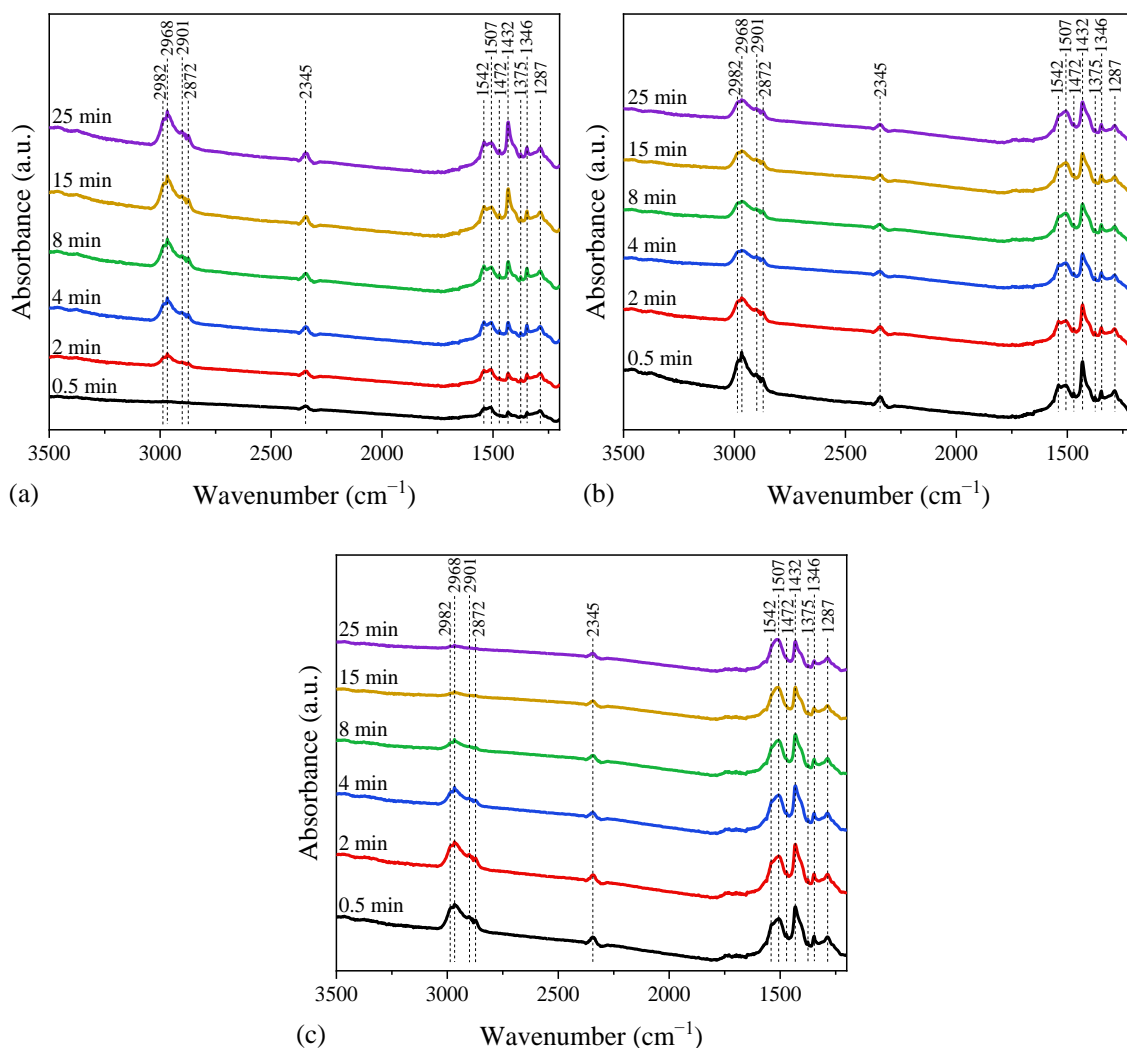 2982
2968
2901
2872
2345
1542
1507
1472
1432
1375
1346
1287
25 min
15 min
8 min
4 min
2 min
0.5 min
Absorbance (a.u.)
3500 3000 2500 2000 1500
Wavenumber (cm⁻¹)
(a)
2982
2968
2901
2872
2345
1542
1507
1472
1432
1375
1346
1287
25 min
15 min
8 min
4 min
2 min
0.5 min
Absorbance (a.u.)
3500 3000 2500 2000 1500
Wavenumber (cm⁻¹)
(b)
2982
2968
2901
2872
2345
1542
1507
1472
1432
1375
1346
1287
25 min
15 min
8 min
4 min
2 min
0.5 min
Absorbance (a.u.)
3500 3000 2500 2000 1500
Wavenumber (cm⁻¹)
(c)